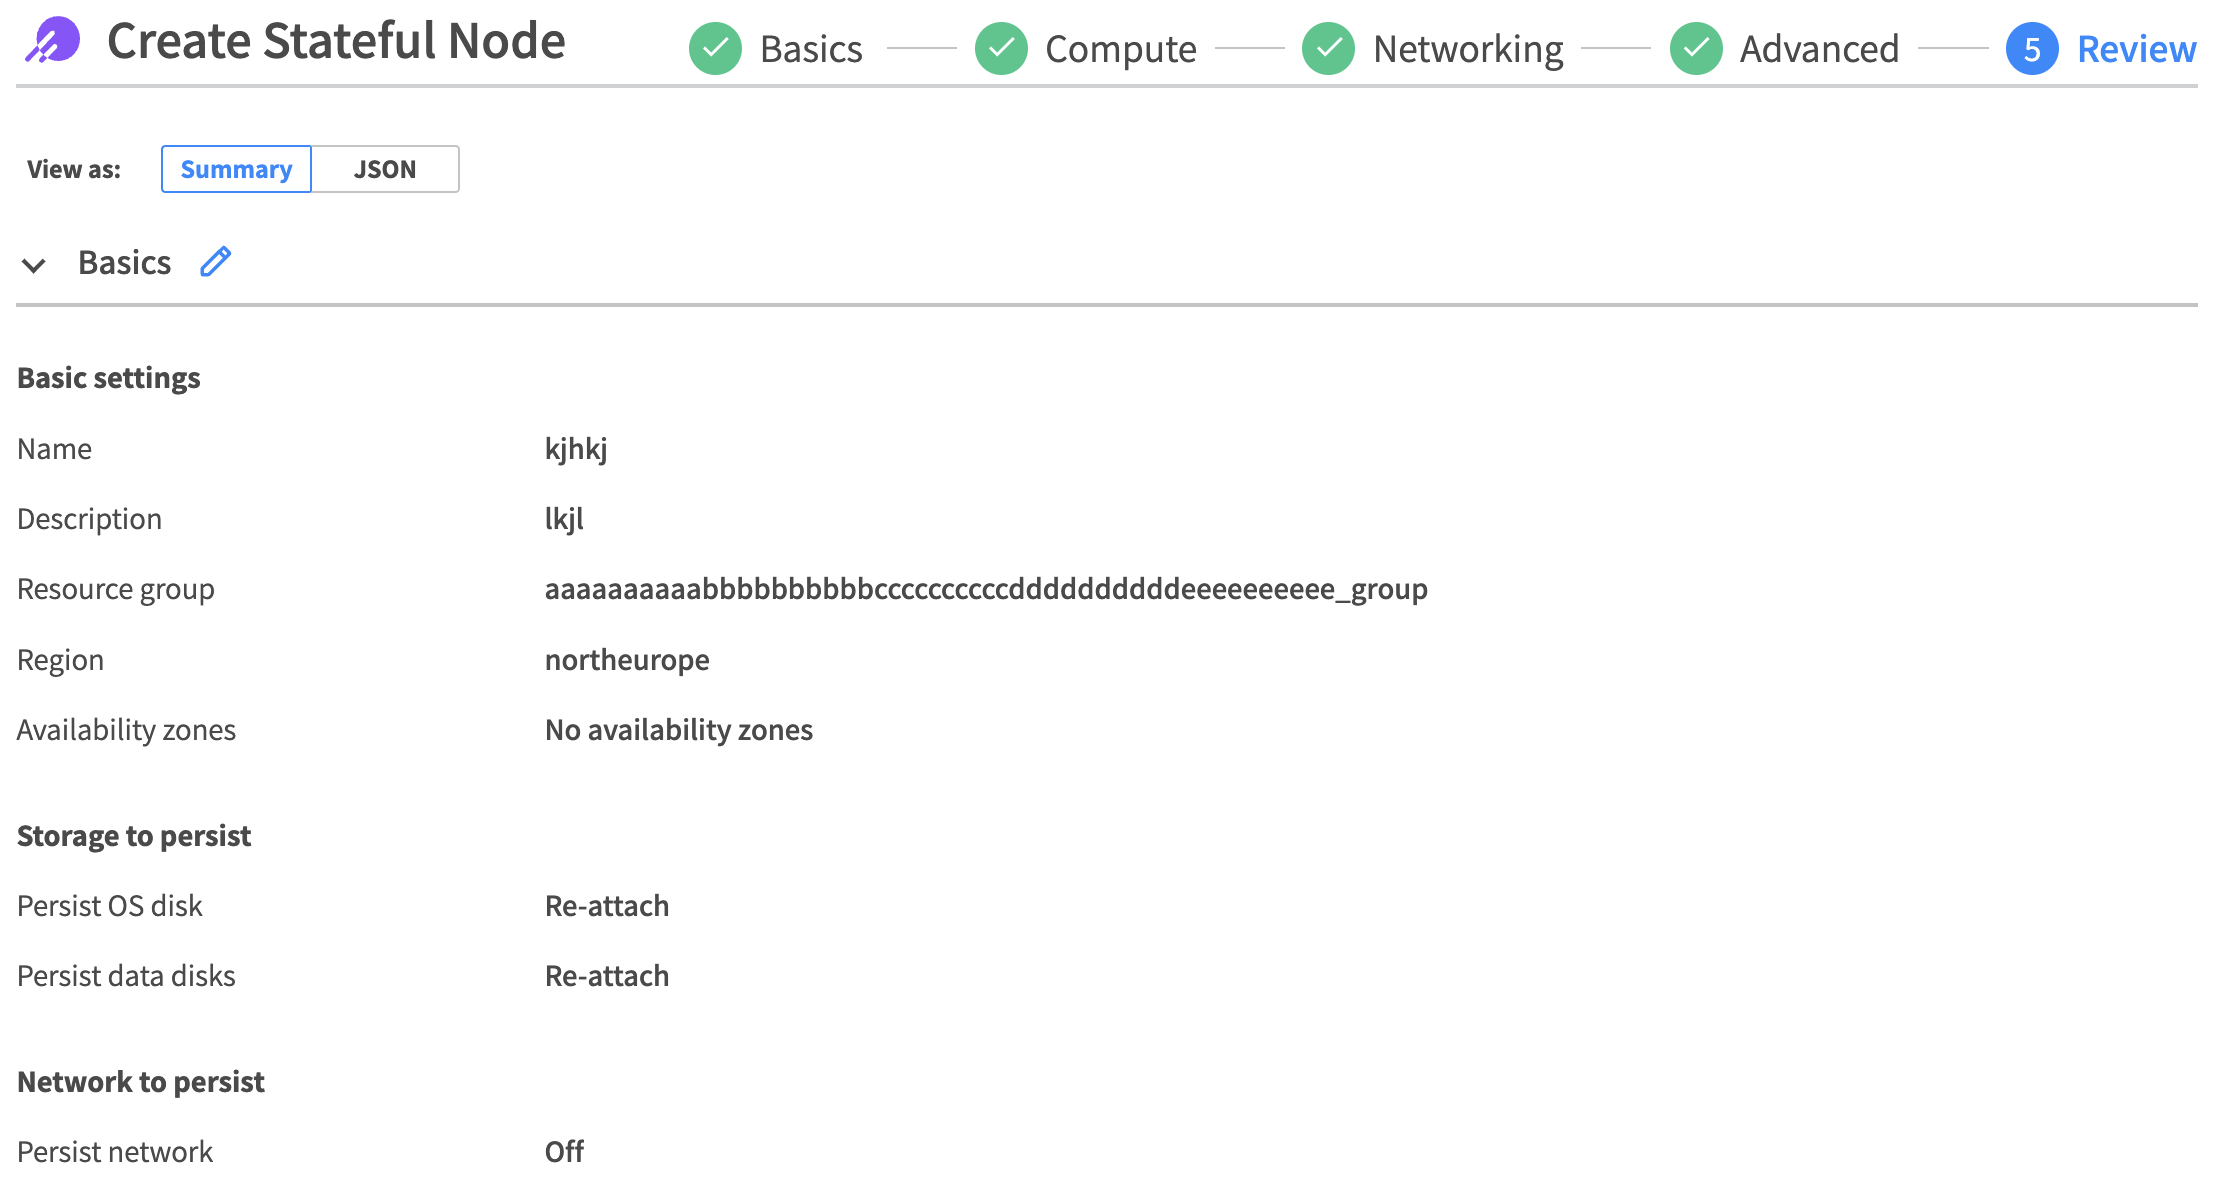 Create Stateful Node
Basics
Compute
Networking
Advanced
5 Review
View as: Summary JSON
Basics
Basic settings
Name kjhkj
Description lkjl
Resource group aaaaaaaaaabbbbbbbbbbccccccccccddddddddddeeeeeeeeee_group
Region northeurope
Availability zones No availability zones
Storage to persist
Persist OS disk Re-attach
Persist data disks Re-attach
Network to persist
Persist network Off